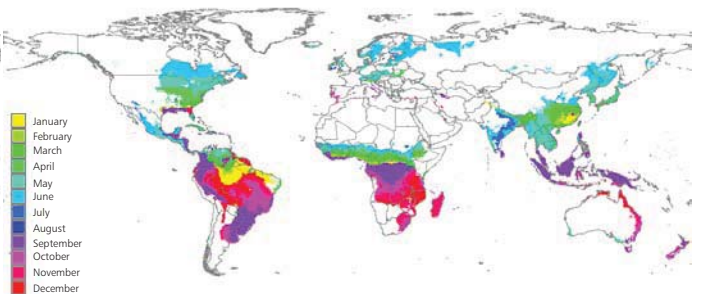 January
February
March
April
May
June
July
August
September
October
November
December